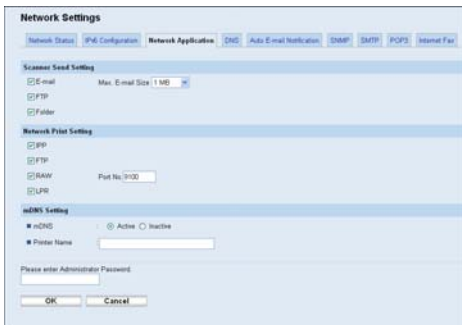 Network Settings
Network Status IPv6 Configuration Network Application DNS Auto E-mail Notification SNMP SMTP POP3 Internet Fax
Scanner Send Setting
E-mail Max. E-mail Size 1 MB
FTP
Folder
Network Print Setting
IPP
FTP
RAW Port No. 9100
LPR
mDNS Setting
mDNS : Active Inactive
Printer Name :
Please enter Administrator Password.
OK Cancel